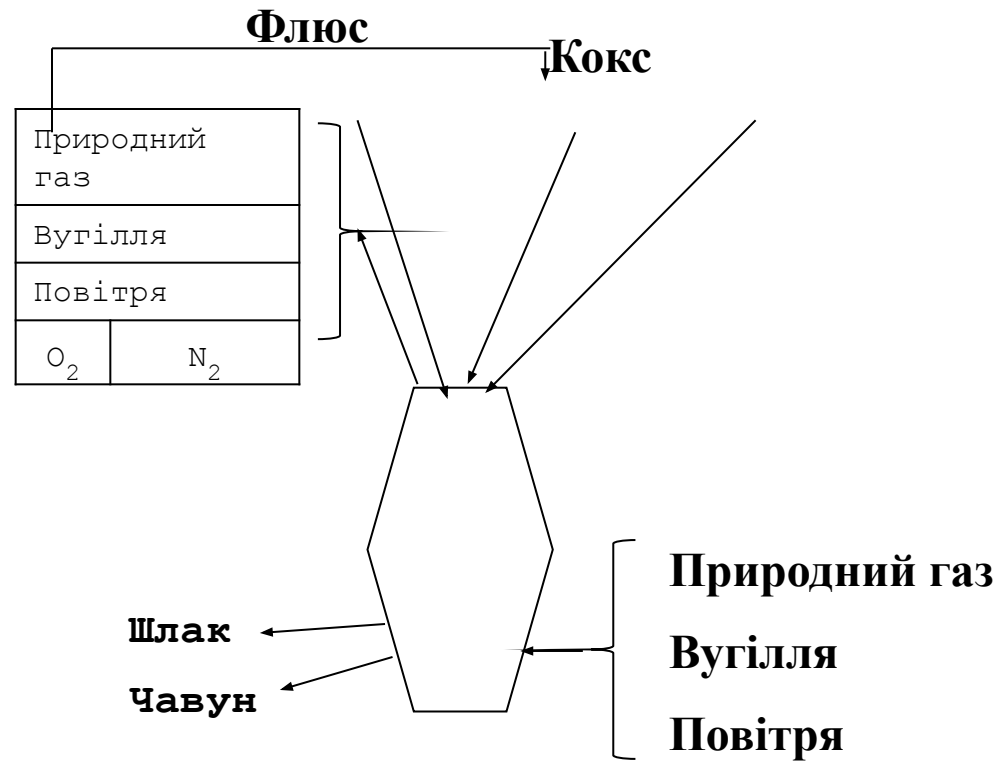 Флюс
Кокс
Природний
газ
Вугілля
Повітря
O₂ N₂
Природний газ
Шлак
Вугілля
Чавун
Повітря